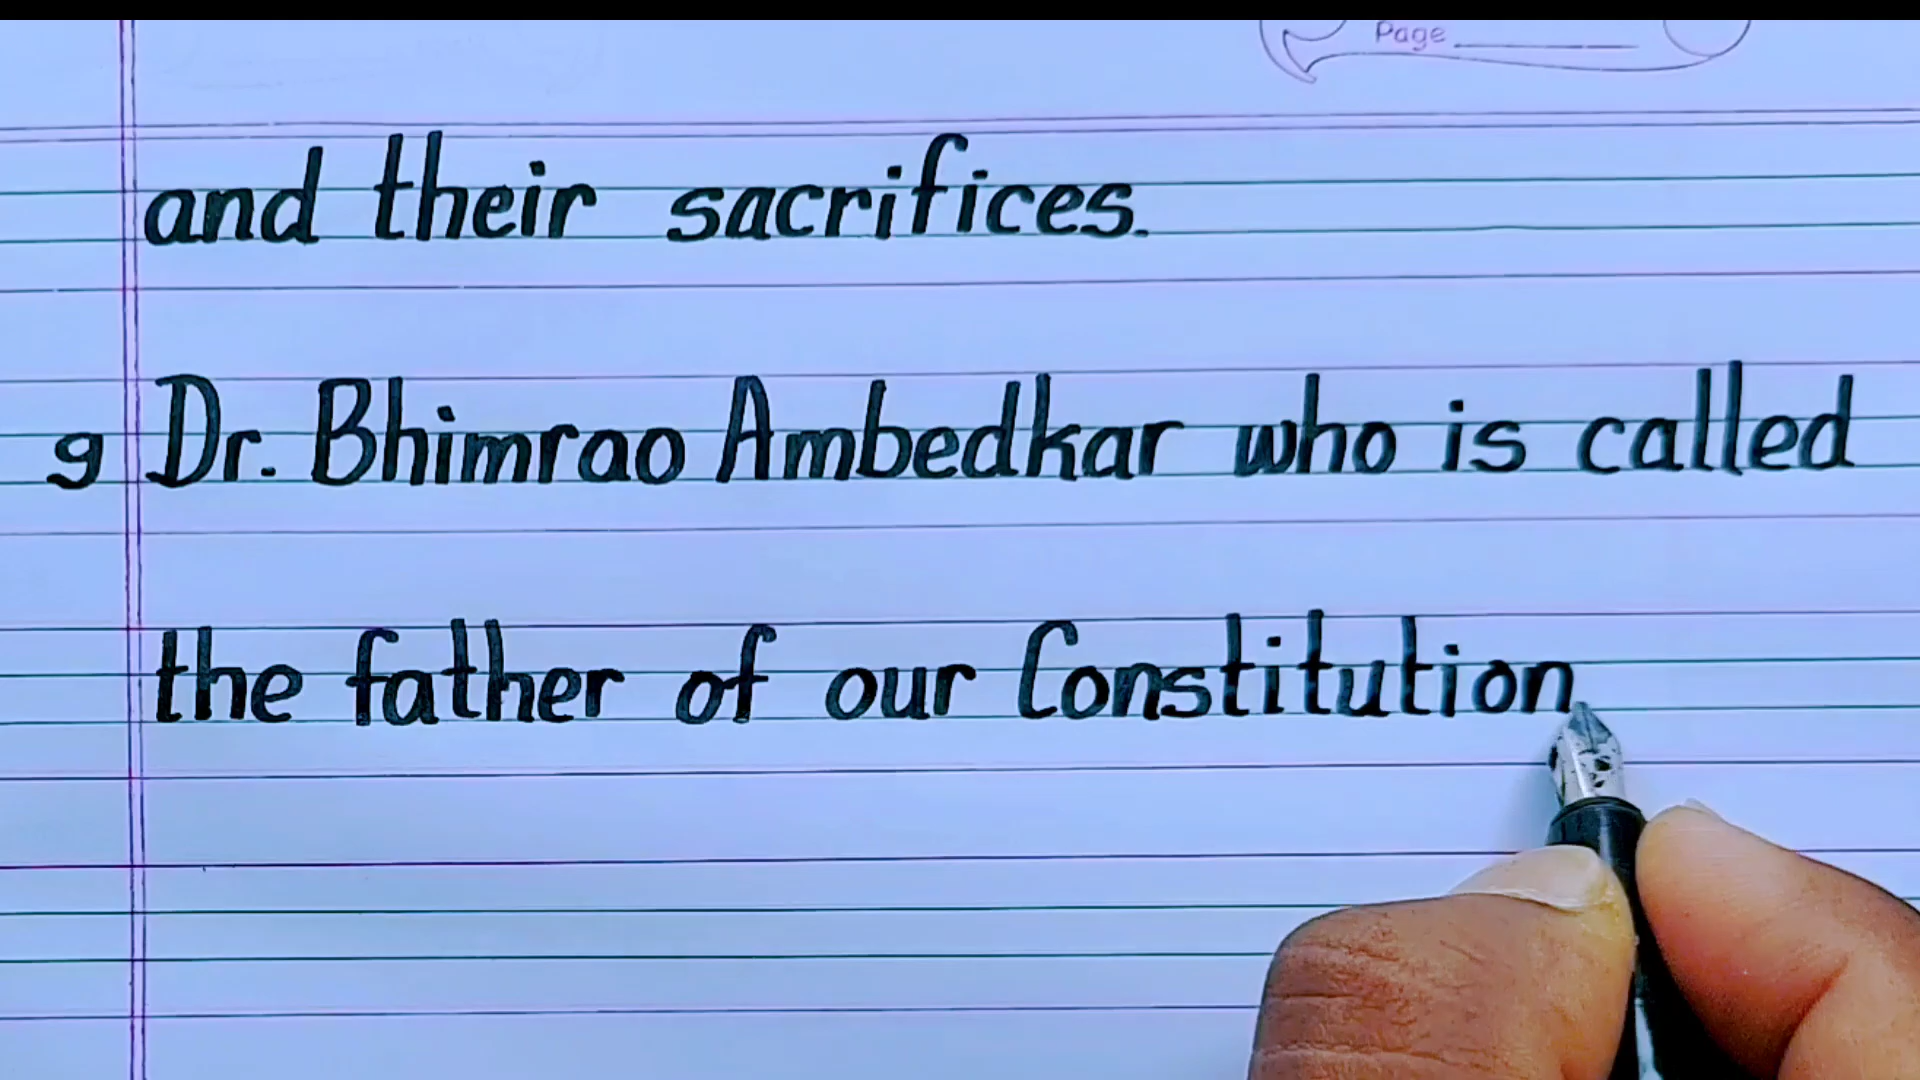 Page
and their sacrifices.
9 Dr. Bhimrao Ambedkar who is called
the father of our Constitution